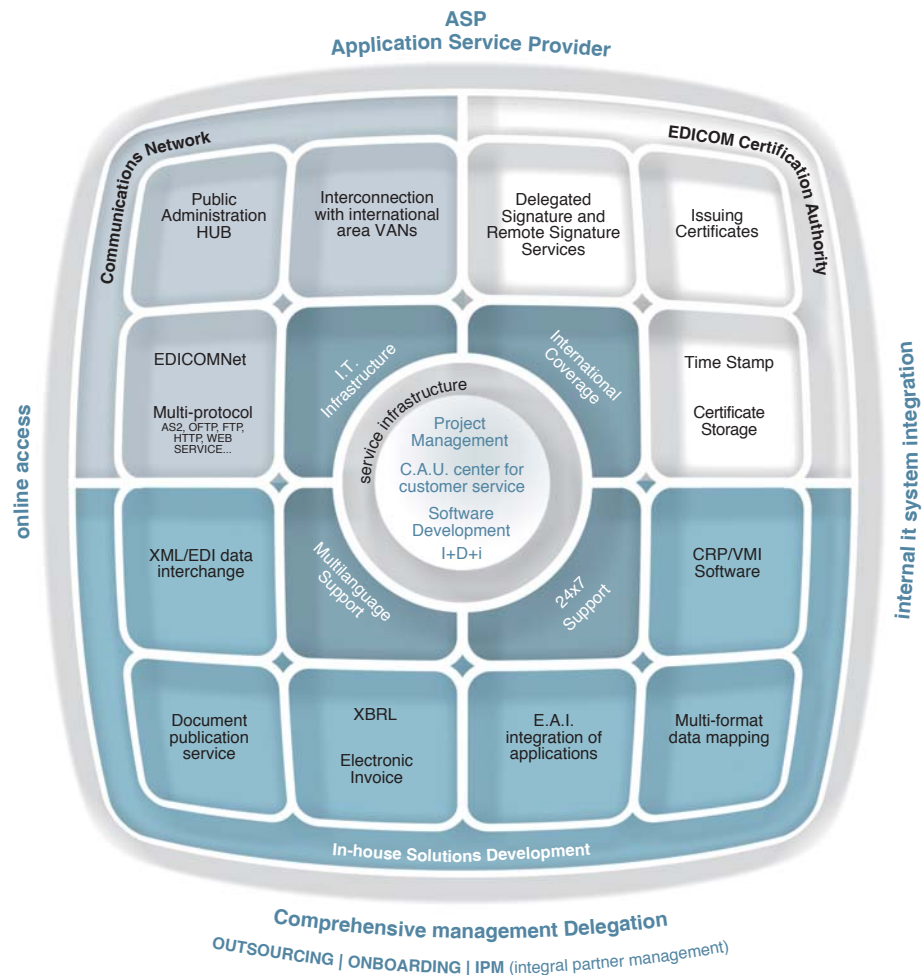 ASP
Application Service Provider
Communications Network
EDICOM Certification Authority
Public
Administration
HUB
Interconnection
with international
area VANs
Delegated
Signature and
Remote Signature
Services
Issuing
Certificates
EDICOMNet
Multi-protocol
AS2, OFTP, FTP,
HTTP, WEB
SERVICE...
I.T.
Infrastructure
International
Coverage
Time Stamp
Certificate
Storage
online access
internal it system integration
service infrastructure
Project
Management
C.A.U. center for
customer service
Software
Development
I+D+i
XML/EDI data
interchange
Multilanguage
Support
24x7
Support
CRP/VMI
Software
Document
publication
service
XBRL
Electronic
Invoice
E.A.I.
integration of
applications
Multi-format
data mapping
In-house Solutions Development
Comprehensive management Delegation
OUTSOURCING | ONBOARDING | IPM (integral partner management)